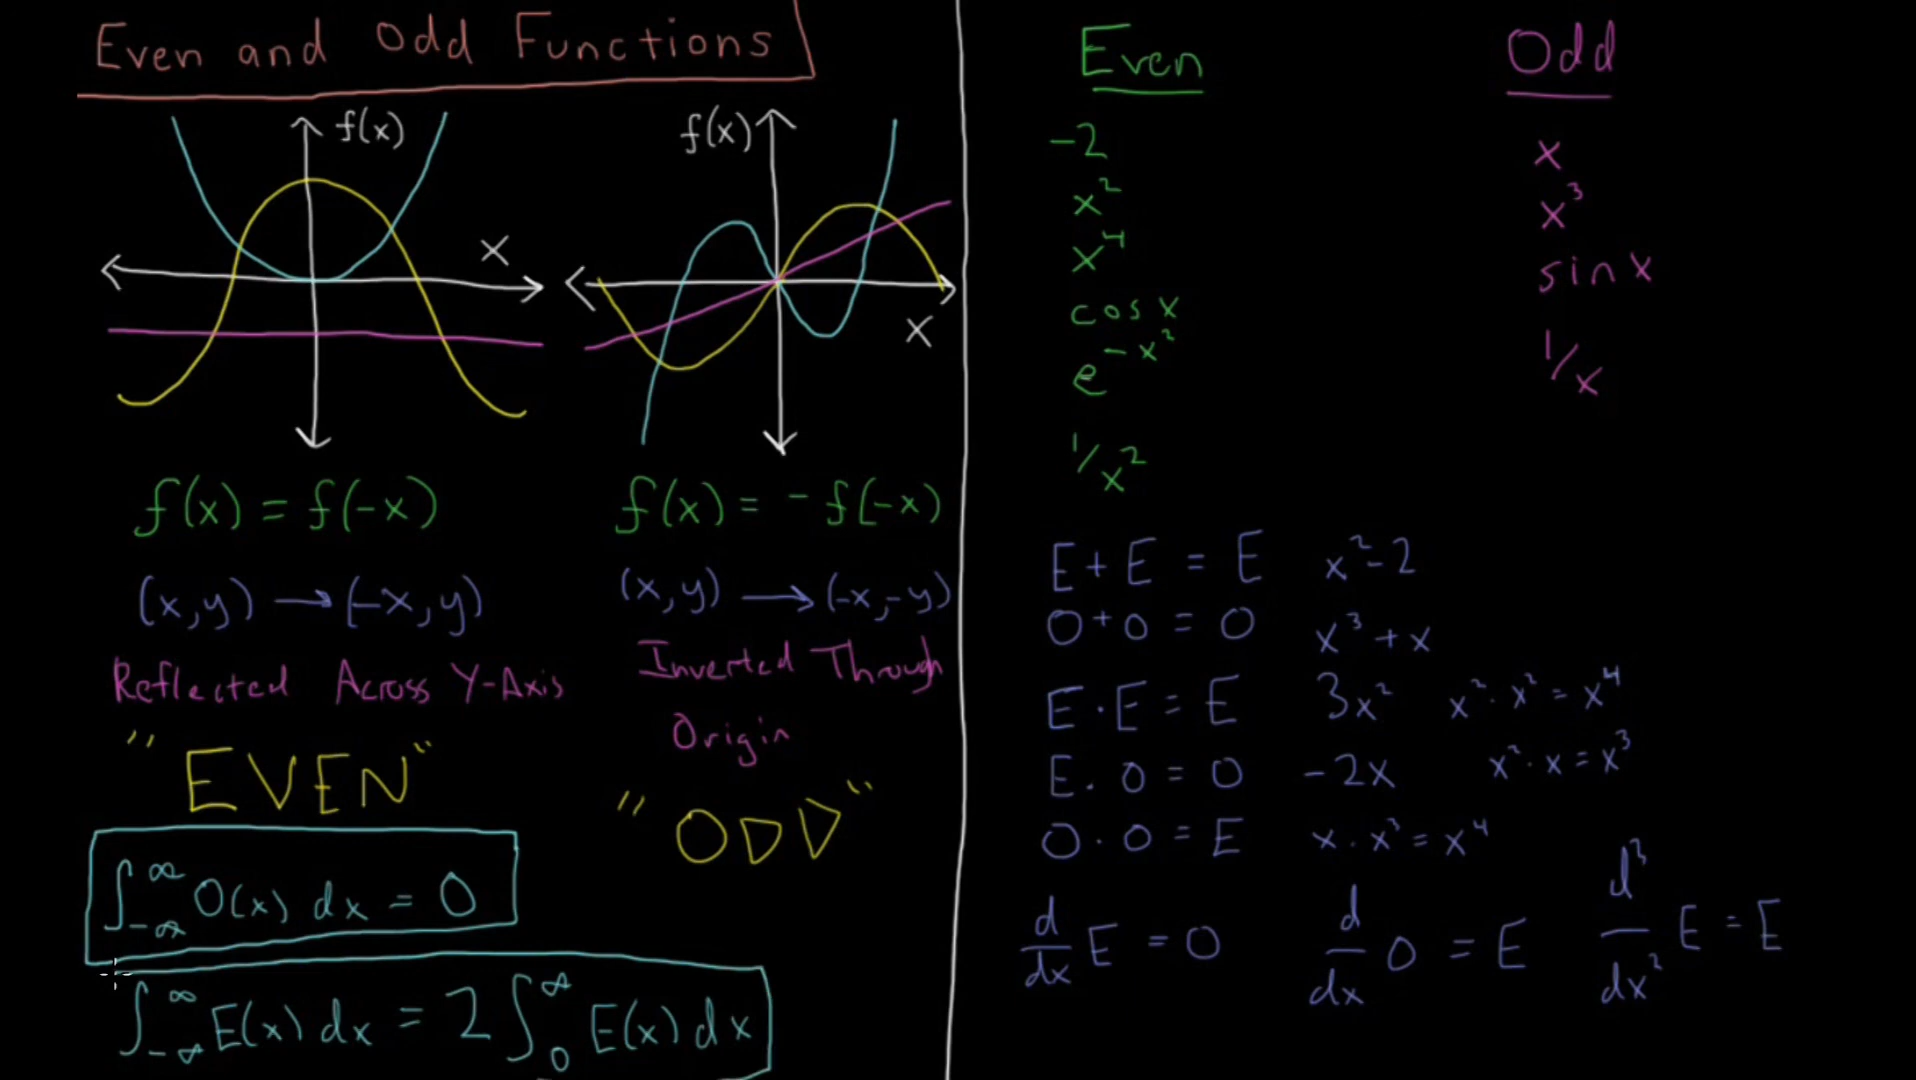 Even and Odd Functions
f(x)
x
f(x)
x
f(x) = f(-x)
(x,y) → (-x,y)
Reflected Across Y-Axis
"EVEN"
f(x) = - f(-x)
(x,y) → (-x,-y)
Inverted Through
Origin
"ODD"
∫_{-∞}^{∞} O(x) dx = 0
∫_{-∞}^{∞} E(x) dx = 2 ∫_0^∞ E(x) dx
Even
-2
x²
x⁴
cos x
e^{-x²}
1/x²
Odd
x
x³
sin x
1/x
E + E = E x² - 2
O + O = O x³ + x
E · E = E 3x² x² · x² = x⁴
E · O = O -2x x² · x = x³
O · O = E x · x³ = x⁴
d/dx E = O d/dx O = E d²/dx² E = E